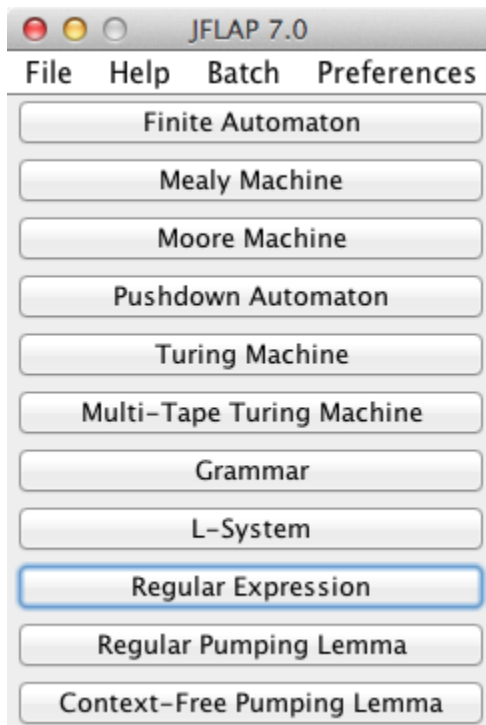 JFLAP 7.0
File Help Batch Preferences
Finite Automaton
Mealy Machine
Moore Machine
Pushdown Automaton
Turing Machine
Multi-Tape Turing Machine
Grammar
L-System
Regular Expression
Regular Pumping Lemma
Context-Free Pumping Lemma